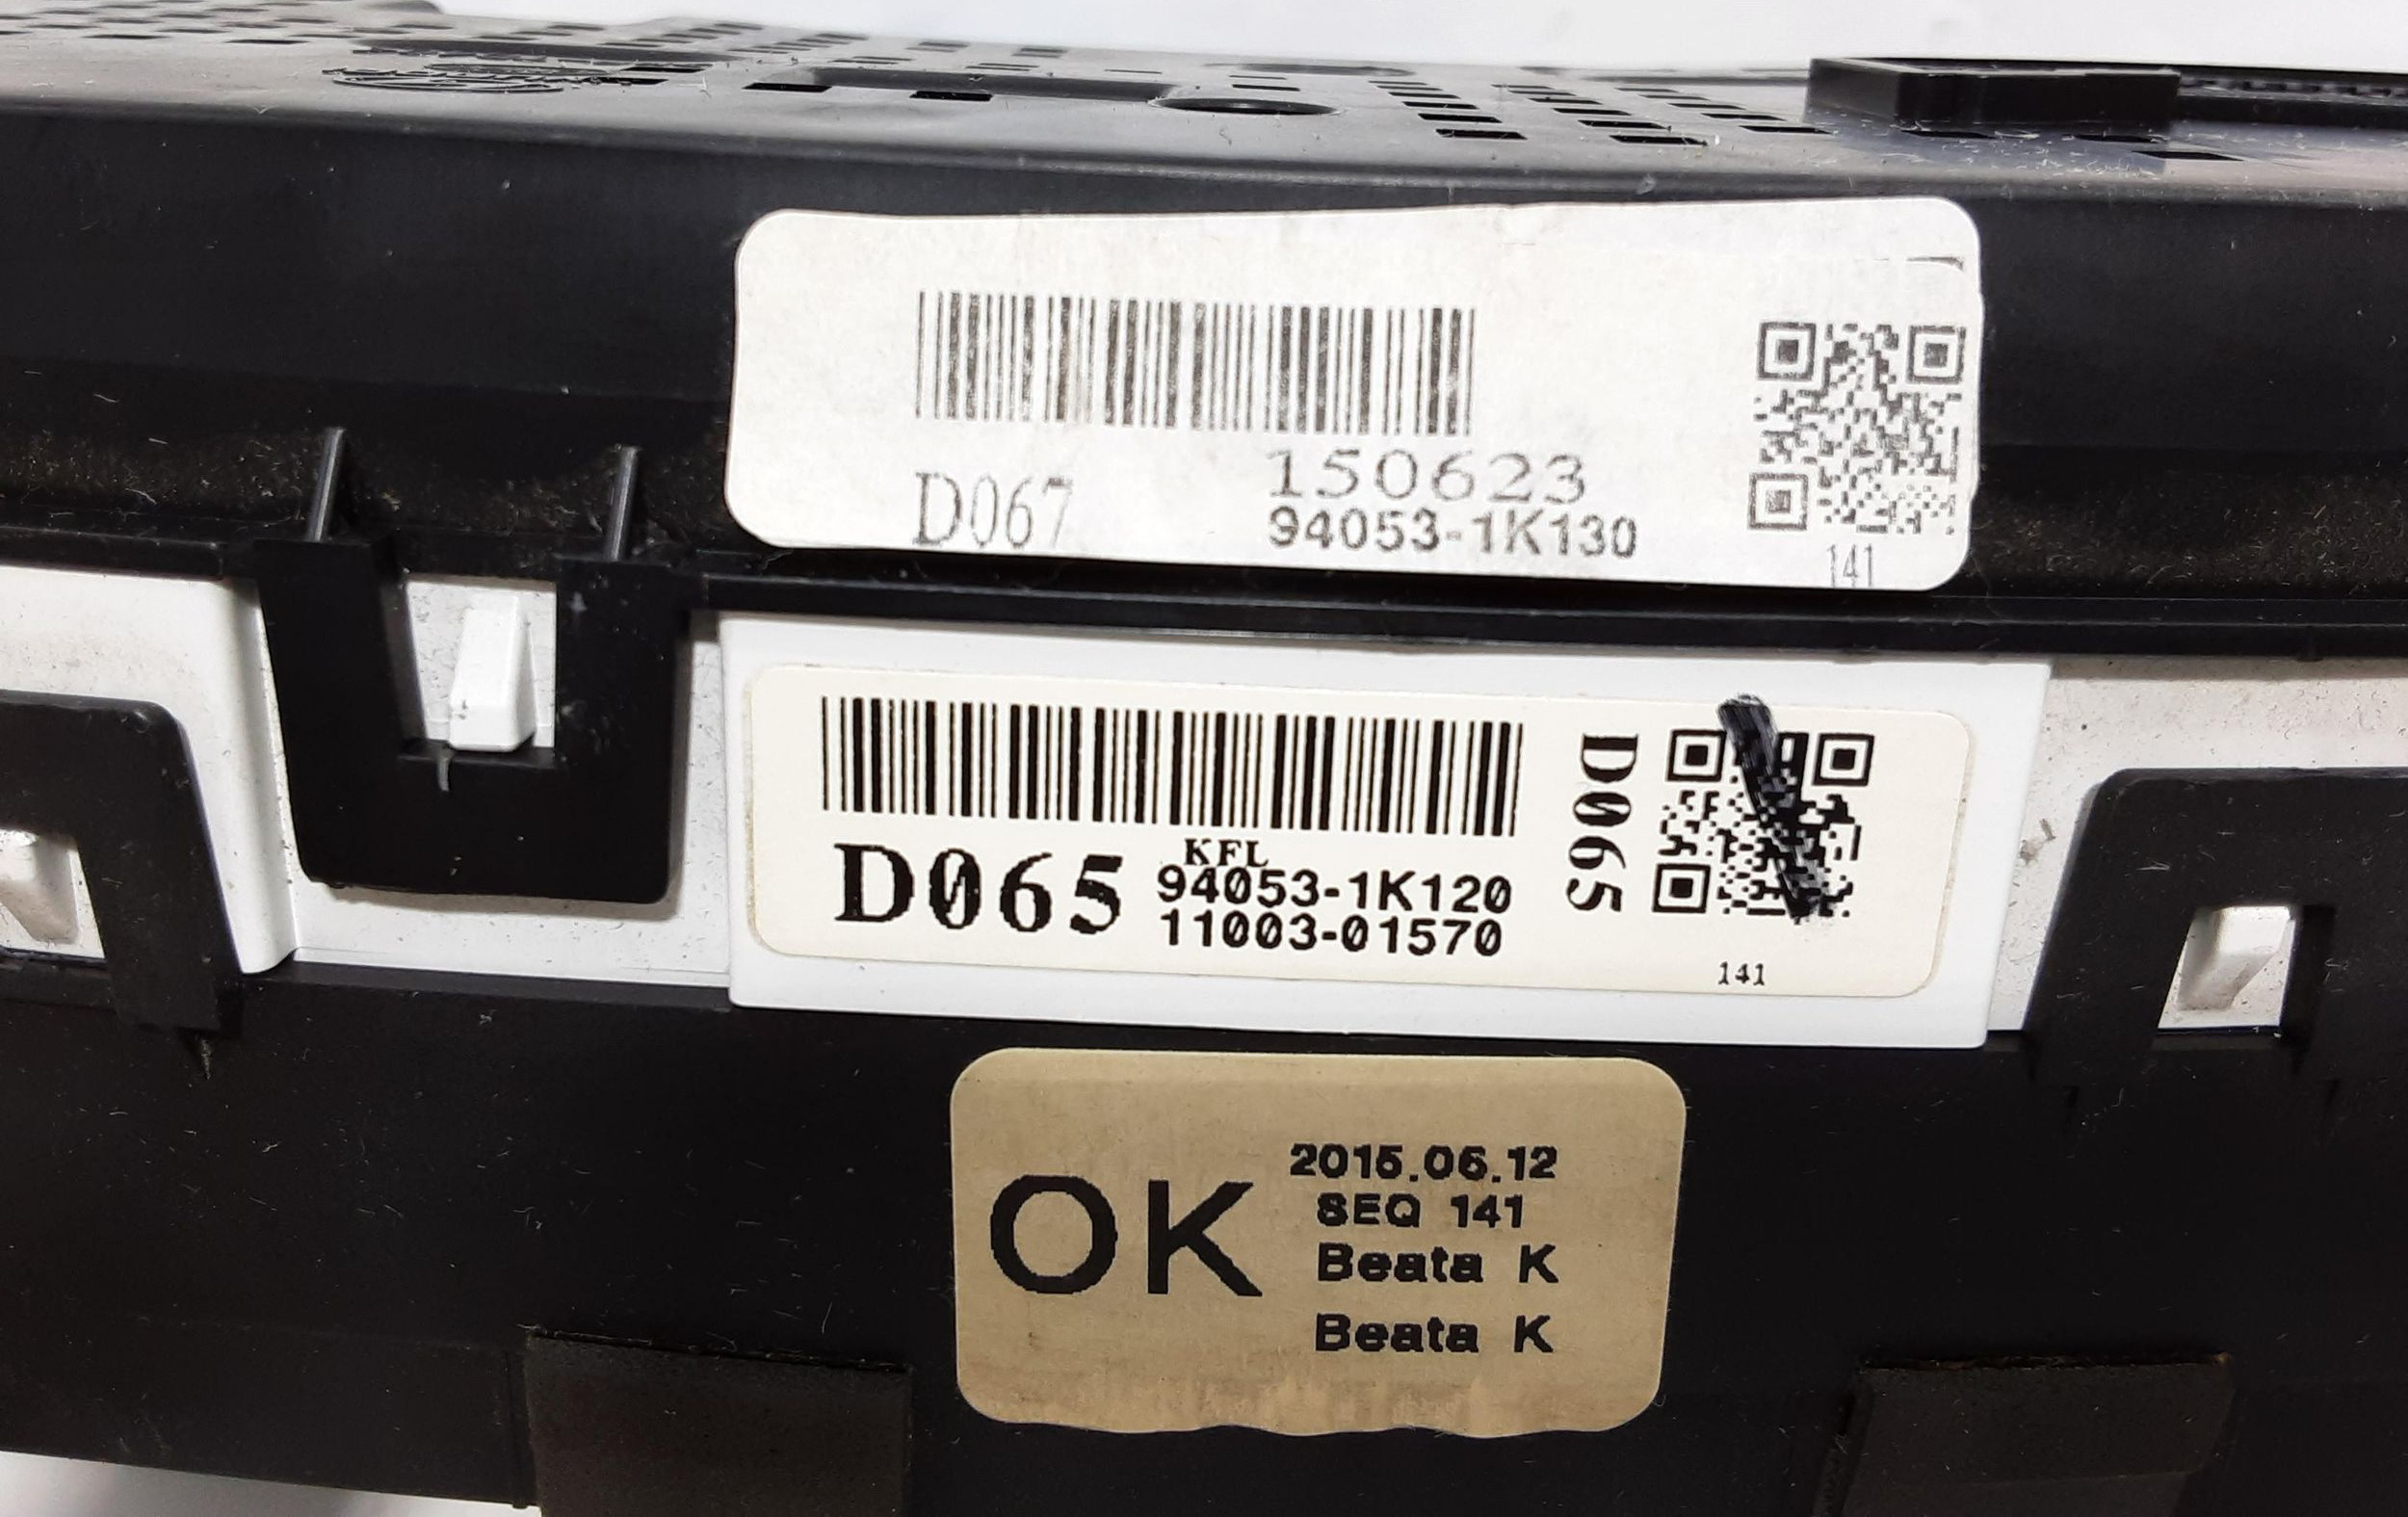 150623
D067
94053-1K130
141
KFL
D065
94053-1K120
11003-01570
D065
141
OK
2015.06.12
SEQ 141
Beata K
Beata K